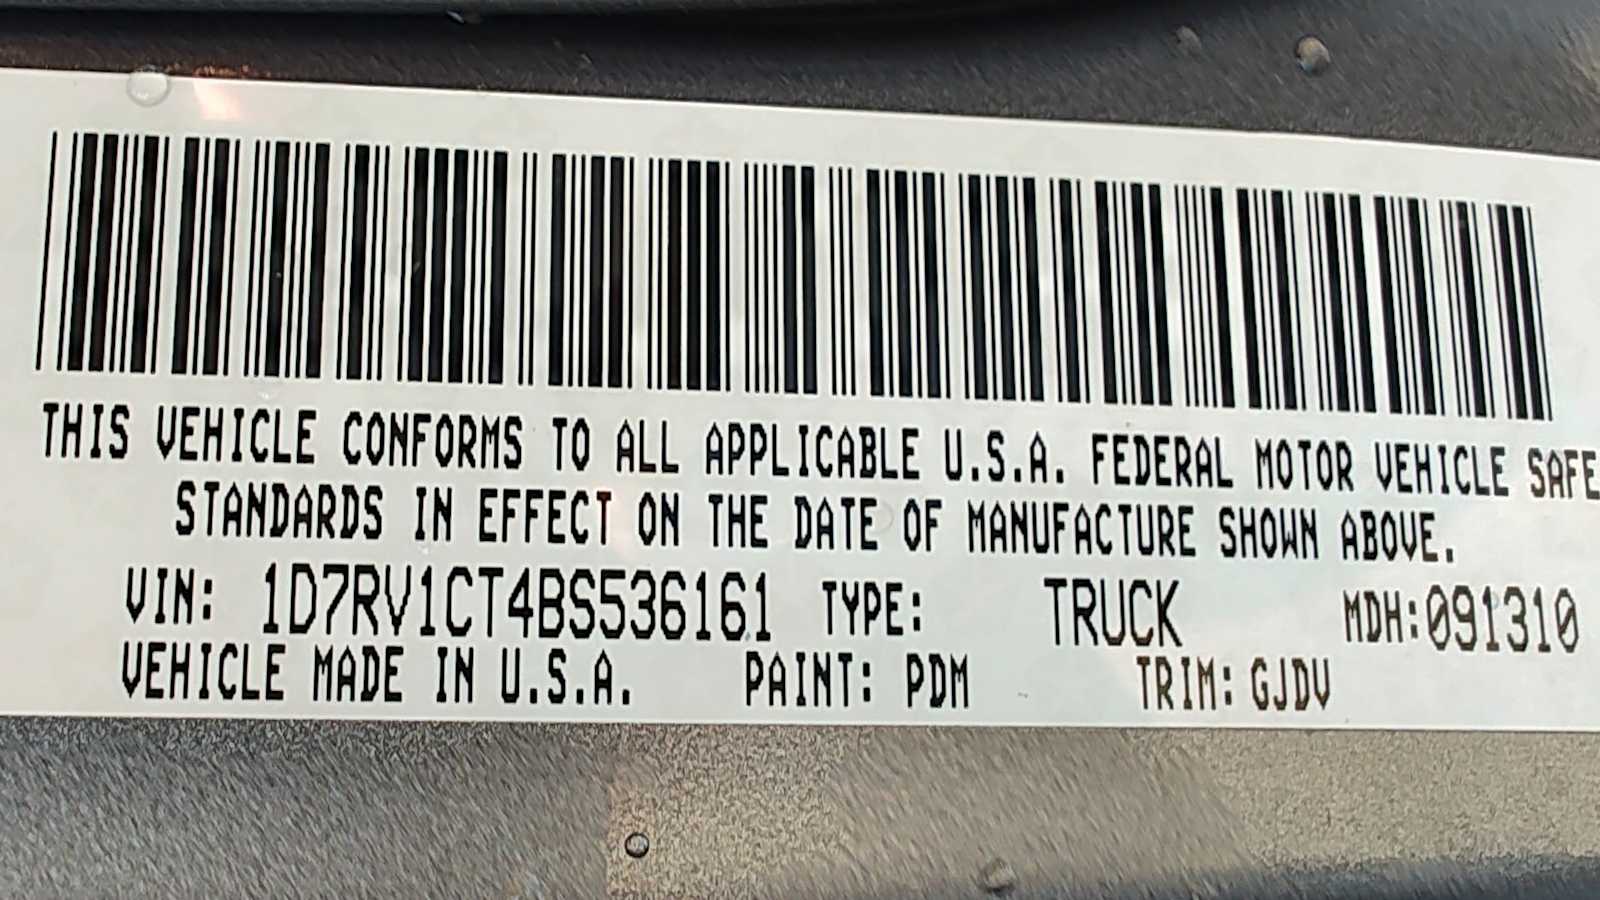 THIS VEHICLE CONFORMS TO ALL APPLICABLE U.S.A. FEDERAL MOTOR VEHICLE SAFE
STANDARDS IN EFFECT ON THE DATE OF MANUFACTURE SHOWN ABOVE.
VIN: 1D7RV1CT4BS536161 TYPE: TRUCK MDH:091310
VEHICLE MADE IN U.S.A. PAINT: PDM TRIM: GJDV